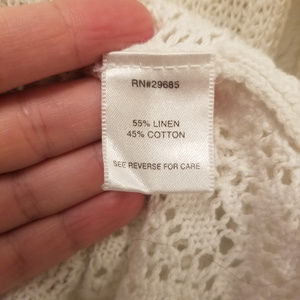 RN#29685
55% LINEN
45% COTTON
SEE REVERSE FOR CARE